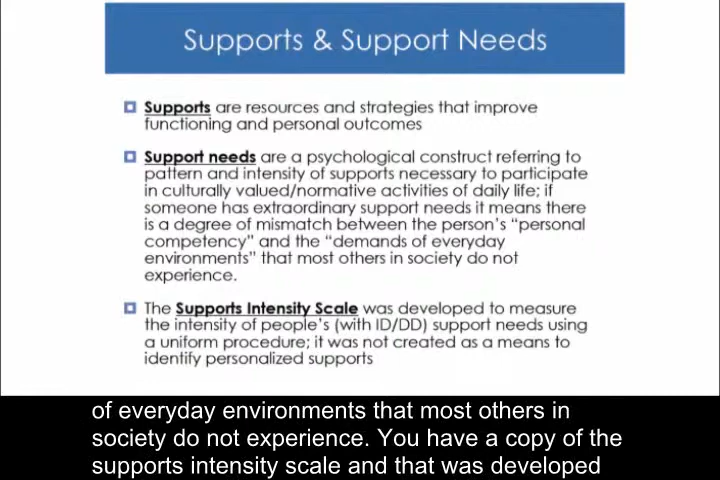 Supports & Support Needs
Supports are resources and strategies that improve
functioning and personal outcomes
Support needs are a psychological construct referring to
pattern and intensity of supports necessary to participate
in culturally valued/normative activities of daily life; if
someone has extraordinary support needs it means there
is a degree of mismatch between the person's "personal
competency" and the "demands of everyday
environments" that most others in society do not
experience.
The Supports Intensity Scale was developed to measure
the intensity of people's (with ID/DD) support needs using
a uniform procedure; it was not created as a means to
identify personalized supports
of everyday environments that most others in
society do not experience. You have a copy of the
supports intensity scale and that was developed